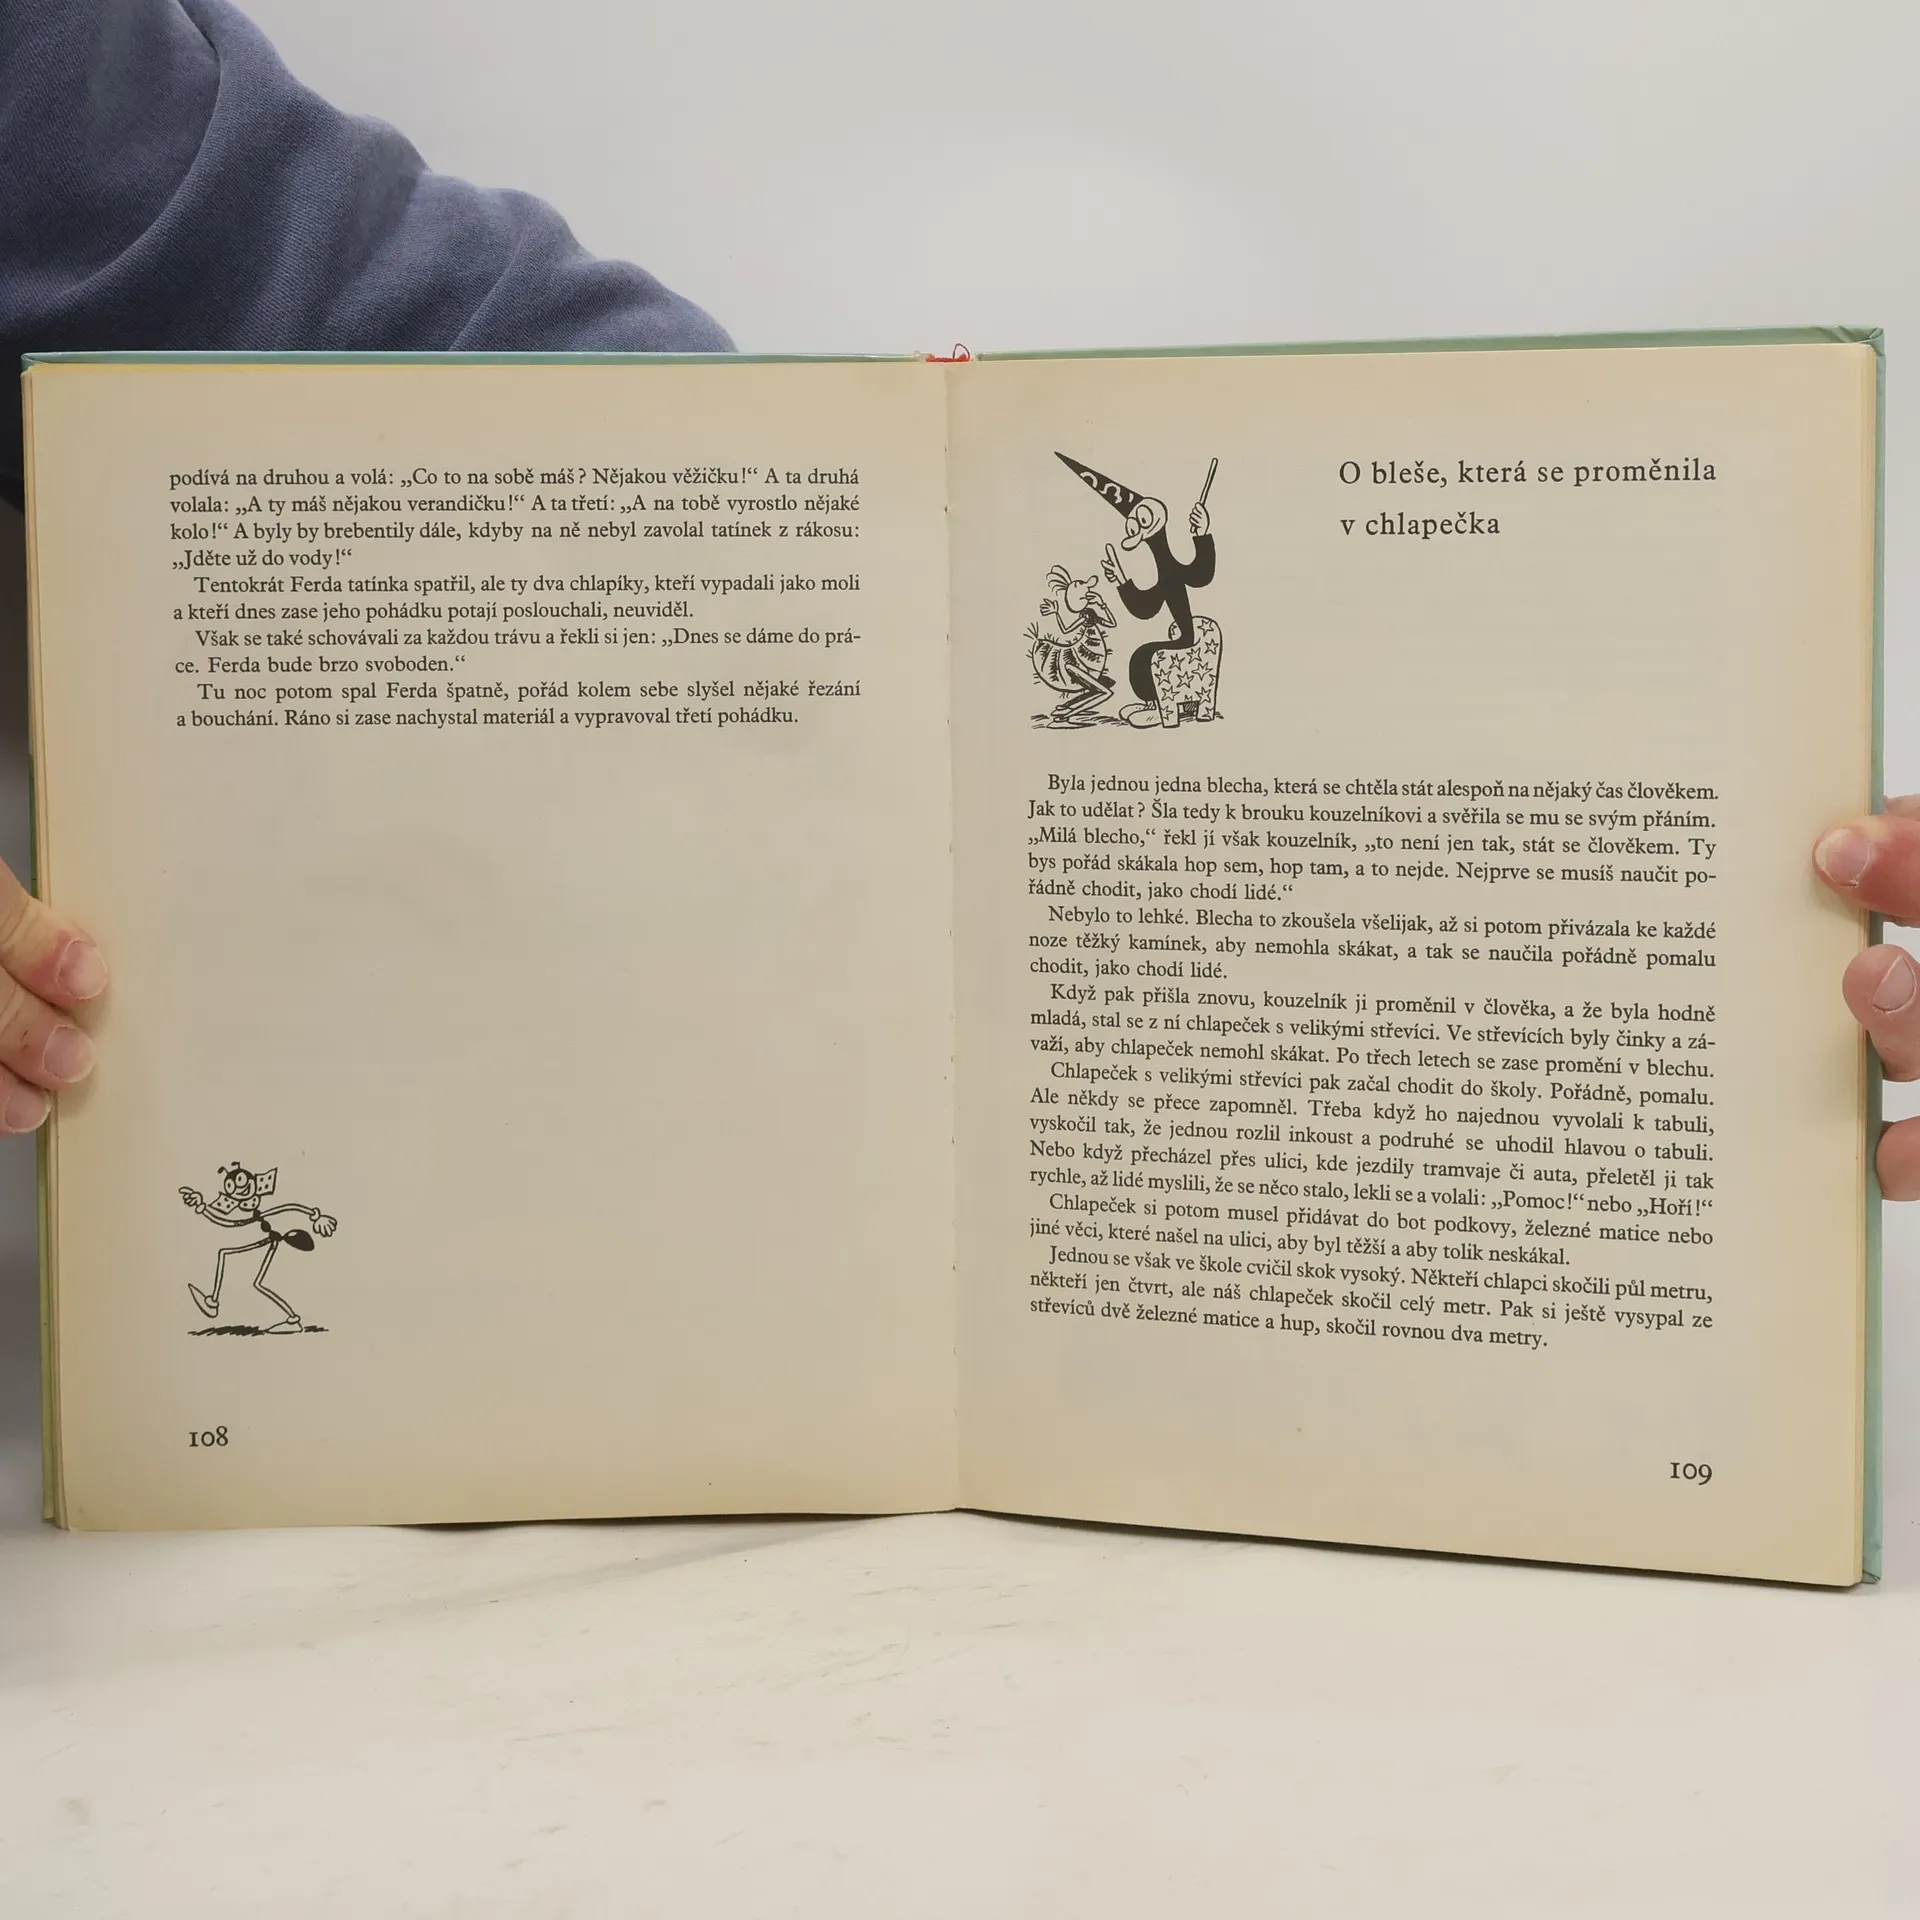 podívá na druhou a volá: „Co to na sobě máš? Nějakou věžičku!“ A ta druhá
volala: „A ty máš nějakou verandičku!“ A ta třetí: „A na tobě vyrostlo nějaké
kolo!“ A byly by brebentily dále, kdyby na ně nebyl zavolal tatínek z rákosu:
„Jděte už do vody!“
Tentokrát Ferda tatínka spatřil, ale ty dva chlapíky, kteří vypadali jako moli
a kteří dnes zase jeho pohádku potají poslouchali, neuviděl.
Však se také schovávali za každou trávu a řekli si jen: „Dnes se dáme do prá-
ce. Ferda bude brzo svoboden.“
Tu noc potom spal Ferda špatně, pořád kolem sebe slyšel nějaké řezání
a bouchání. Ráno si zase nachystal materiál a vypravoval třetí pohádku.
108
O bleše, která se proměnila
v chlapečka
Byla jednou jedna blecha, která se chtěla stát alespoň na nějaký čas člověkem.
Jak to udělat? Šla tedy k brouku kouzelníkovi a svěřila se mu se svým přáním.
„Milá blecho,“ řekl jí však kouzelník, „to není jen tak, stát se člověkem. Ty
bys pořád skákala hop sem, hop tam, a to nejde. Nejprve se musíš naučit po-
řádně chodit, jako chodí lidé.“
Nebylo to lehké. Blecha to zkoušela všelijak, až si potom přivázala ke každé
noze těžký kamínek, aby nemohla skákat, a tak se naučila pořádně pomalu
chodit, jako chodí lidé.
Když pak přišla znovu, kouzelník ji proměnil v člověka, a že byla hodně
mladá, stal se z ní chlapeček s velikými střevíci. Ve střevících byly činky a zá-
važí, aby chlapeček nemohl skákat. Po třech letech se zase promění v blechu.
Chlapeček s velikými střevíci pak začal chodit do školy. Pořádně, pomalu.
Ale někdy se přece zapomněl. Třeba když ho najednou vyvolali k tabuli,
vyskočil tak, že jednou rozlil inkoust a podruhé se uhodil hlavou o tabuli.
Nebo když přecházel přes ulici, kde jezdily tramvaje či auta, přeletěl ji tak
rychle, až lidé myslili, že se něco stalo, lekli se a volali: „Pomoc!“ nebo „Hoří!“
Chlapeček si potom musel přidávat do bot podkovy, železné matice nebo
jiné věci, které našel na ulici, aby byl těžší a aby tolik neskákal.
Jednou se však ve škole cvičil skok vysoký. Někteří chlapci skočili půl metru,
někteří jen čtvrt, ale náš chlapeček skočil celý metr. Pak si ještě vysypal ze
střevíců dvě železné matice a hup, skočil rovnou dva metry.
109